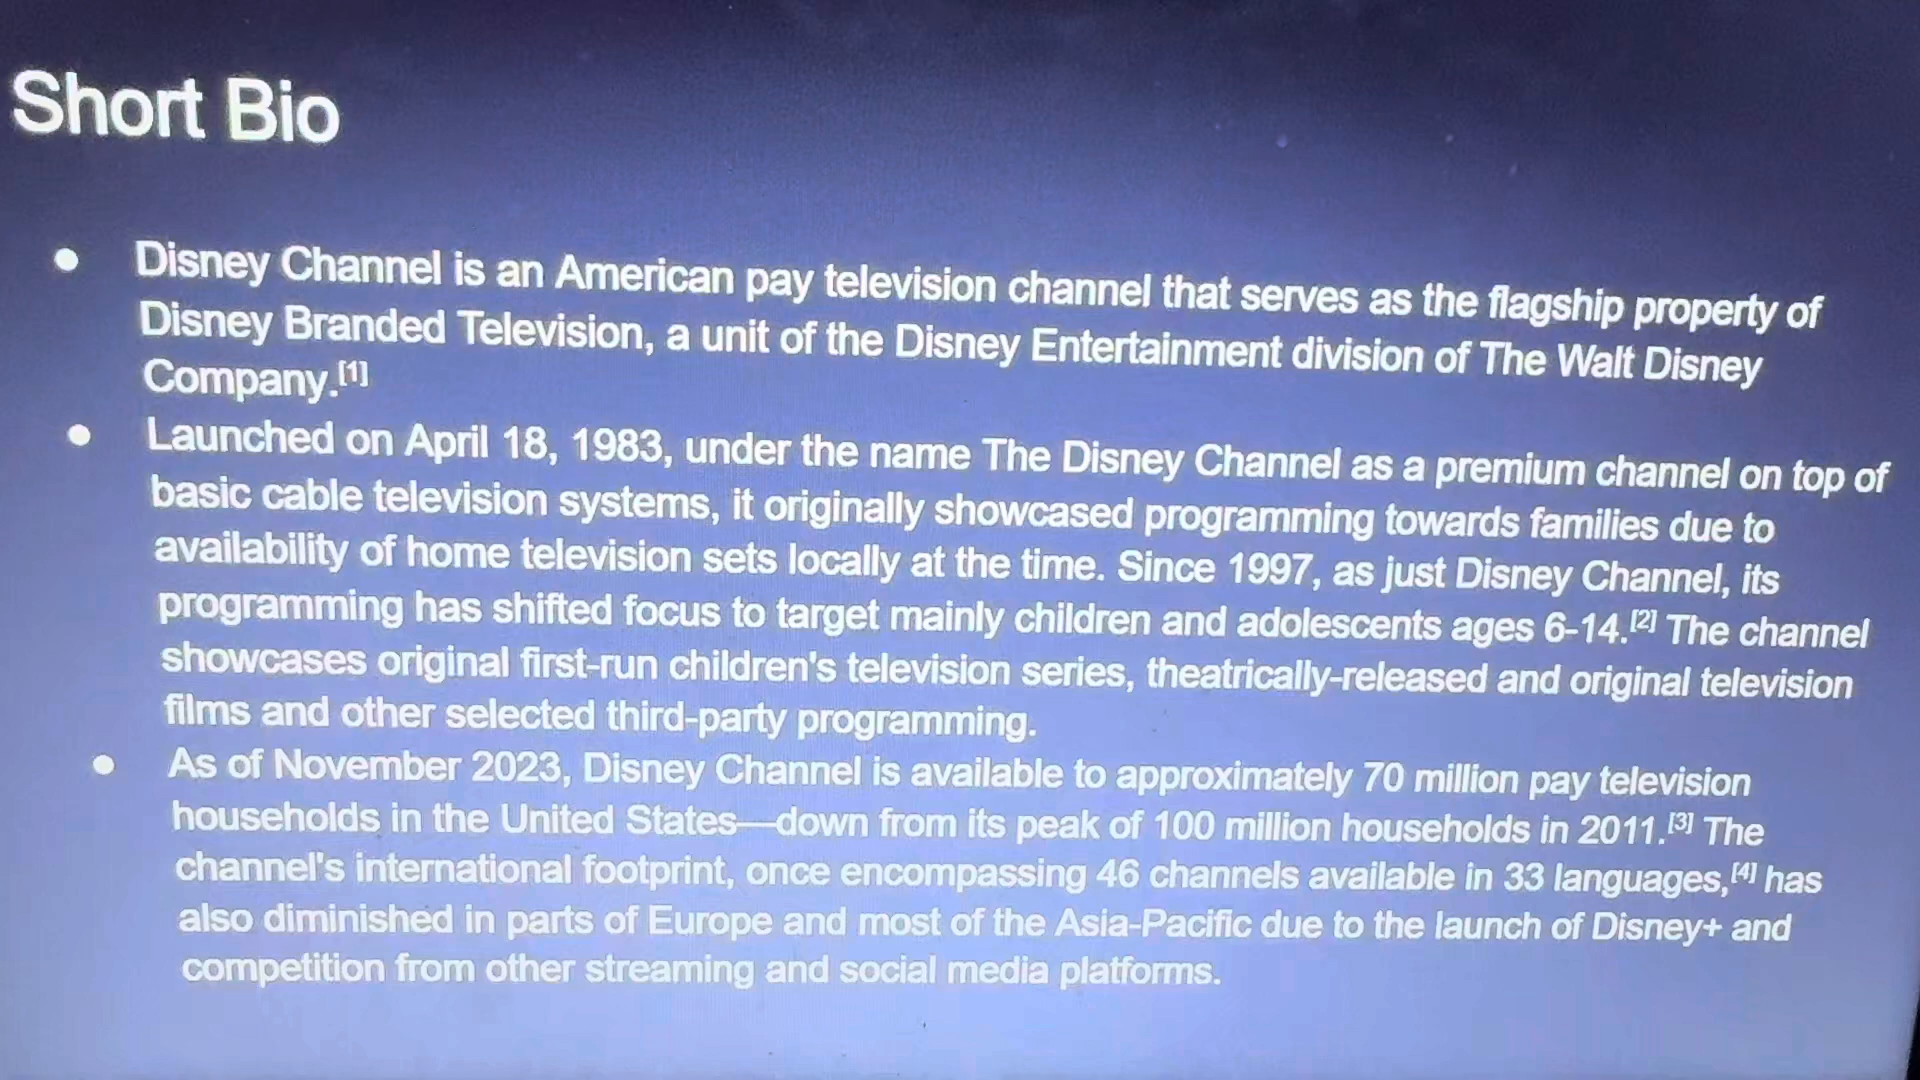 Short Bio
● Disney Channel is an American pay television channel that serves as the flagship property of
Disney Branded Television, a unit of the Disney Entertainment division of The Walt Disney
Company.[1]
● Launched on April 18, 1983, under the name The Disney Channel as a premium channel on top of
basic cable television systems, it originally showcased programming towards families due to
availability of home television sets locally at the time. Since 1997, as just Disney Channel, its
programming has shifted focus to target mainly children and adolescents ages 6-14.[2] The channel
showcases original first-run children's television series, theatrically-released and original television
films and other selected third-party programming.
● As of November 2023, Disney Channel is available to approximately 70 million pay television
households in the United States—down from its peak of 100 million households in 2011.[3] The
channel's international footprint, once encompassing 46 channels available in 33 languages,[4] has
also diminished in parts of Europe and most of the Asia-Pacific due to the launch of Disney+ and
competition from other streaming and social media platforms.